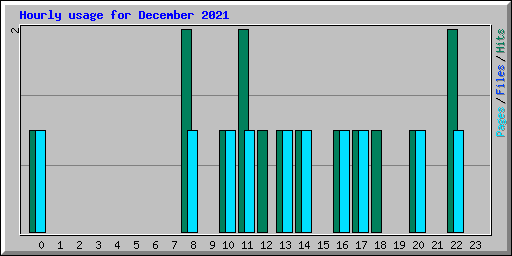 Hourly usage for December 2021
2
Pages / Files / Hits
0 1 2 3 4 5 6 7 8 9 10 11 12 13 14 15 16 17 18 19 20 21 22 23